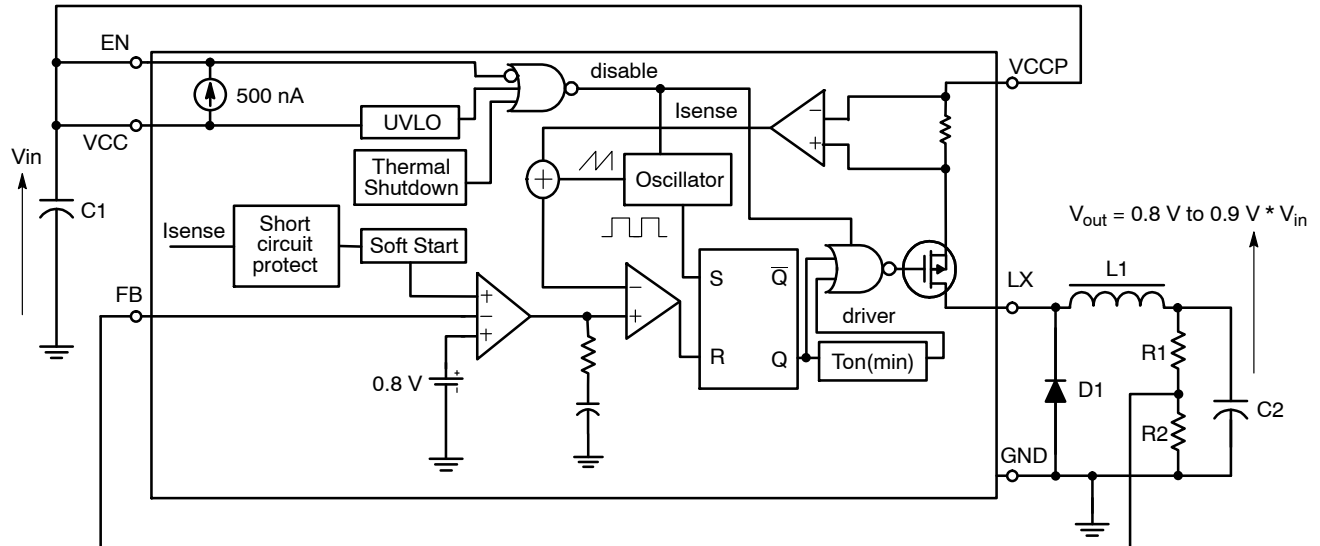 EN
VCCP
500 nA
disable
Isense
VCC
UVLO
Vin
Thermal
Shutdown
Oscillator
C1
Vout = 0.8 V to 0.9 V * Vin
Isense
Short
circuit
protect
Soft Start
S
Q
L1
LX
FB
+
−
+
−
+
−
+
+
driver
R
Q
Ton(min)
R1
D1
C2
0.8 V
+
-
R2
GND